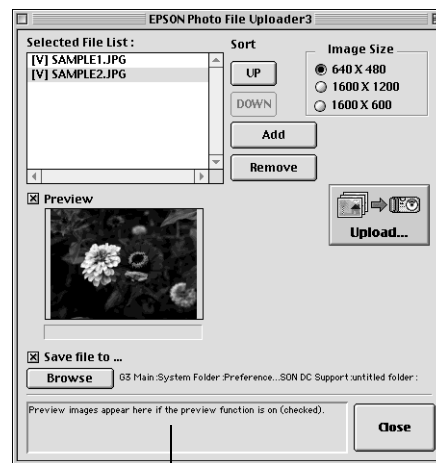 EPSON Photo File Uploader3
Selected File List :
[V] SAMPLE1.JPG
[V] SAMPLE2.JPG
Sort
UP
DOWN
Image Size
640 X 480
1600 X 1200
1600 X 600
Add
Remove
Preview
Upload...
Save file to ...
Browse
G3 Main :System Folder :Preference...SON DC Support :untitled folder :
Preview images appear here if the preview function is on (checked).
Close